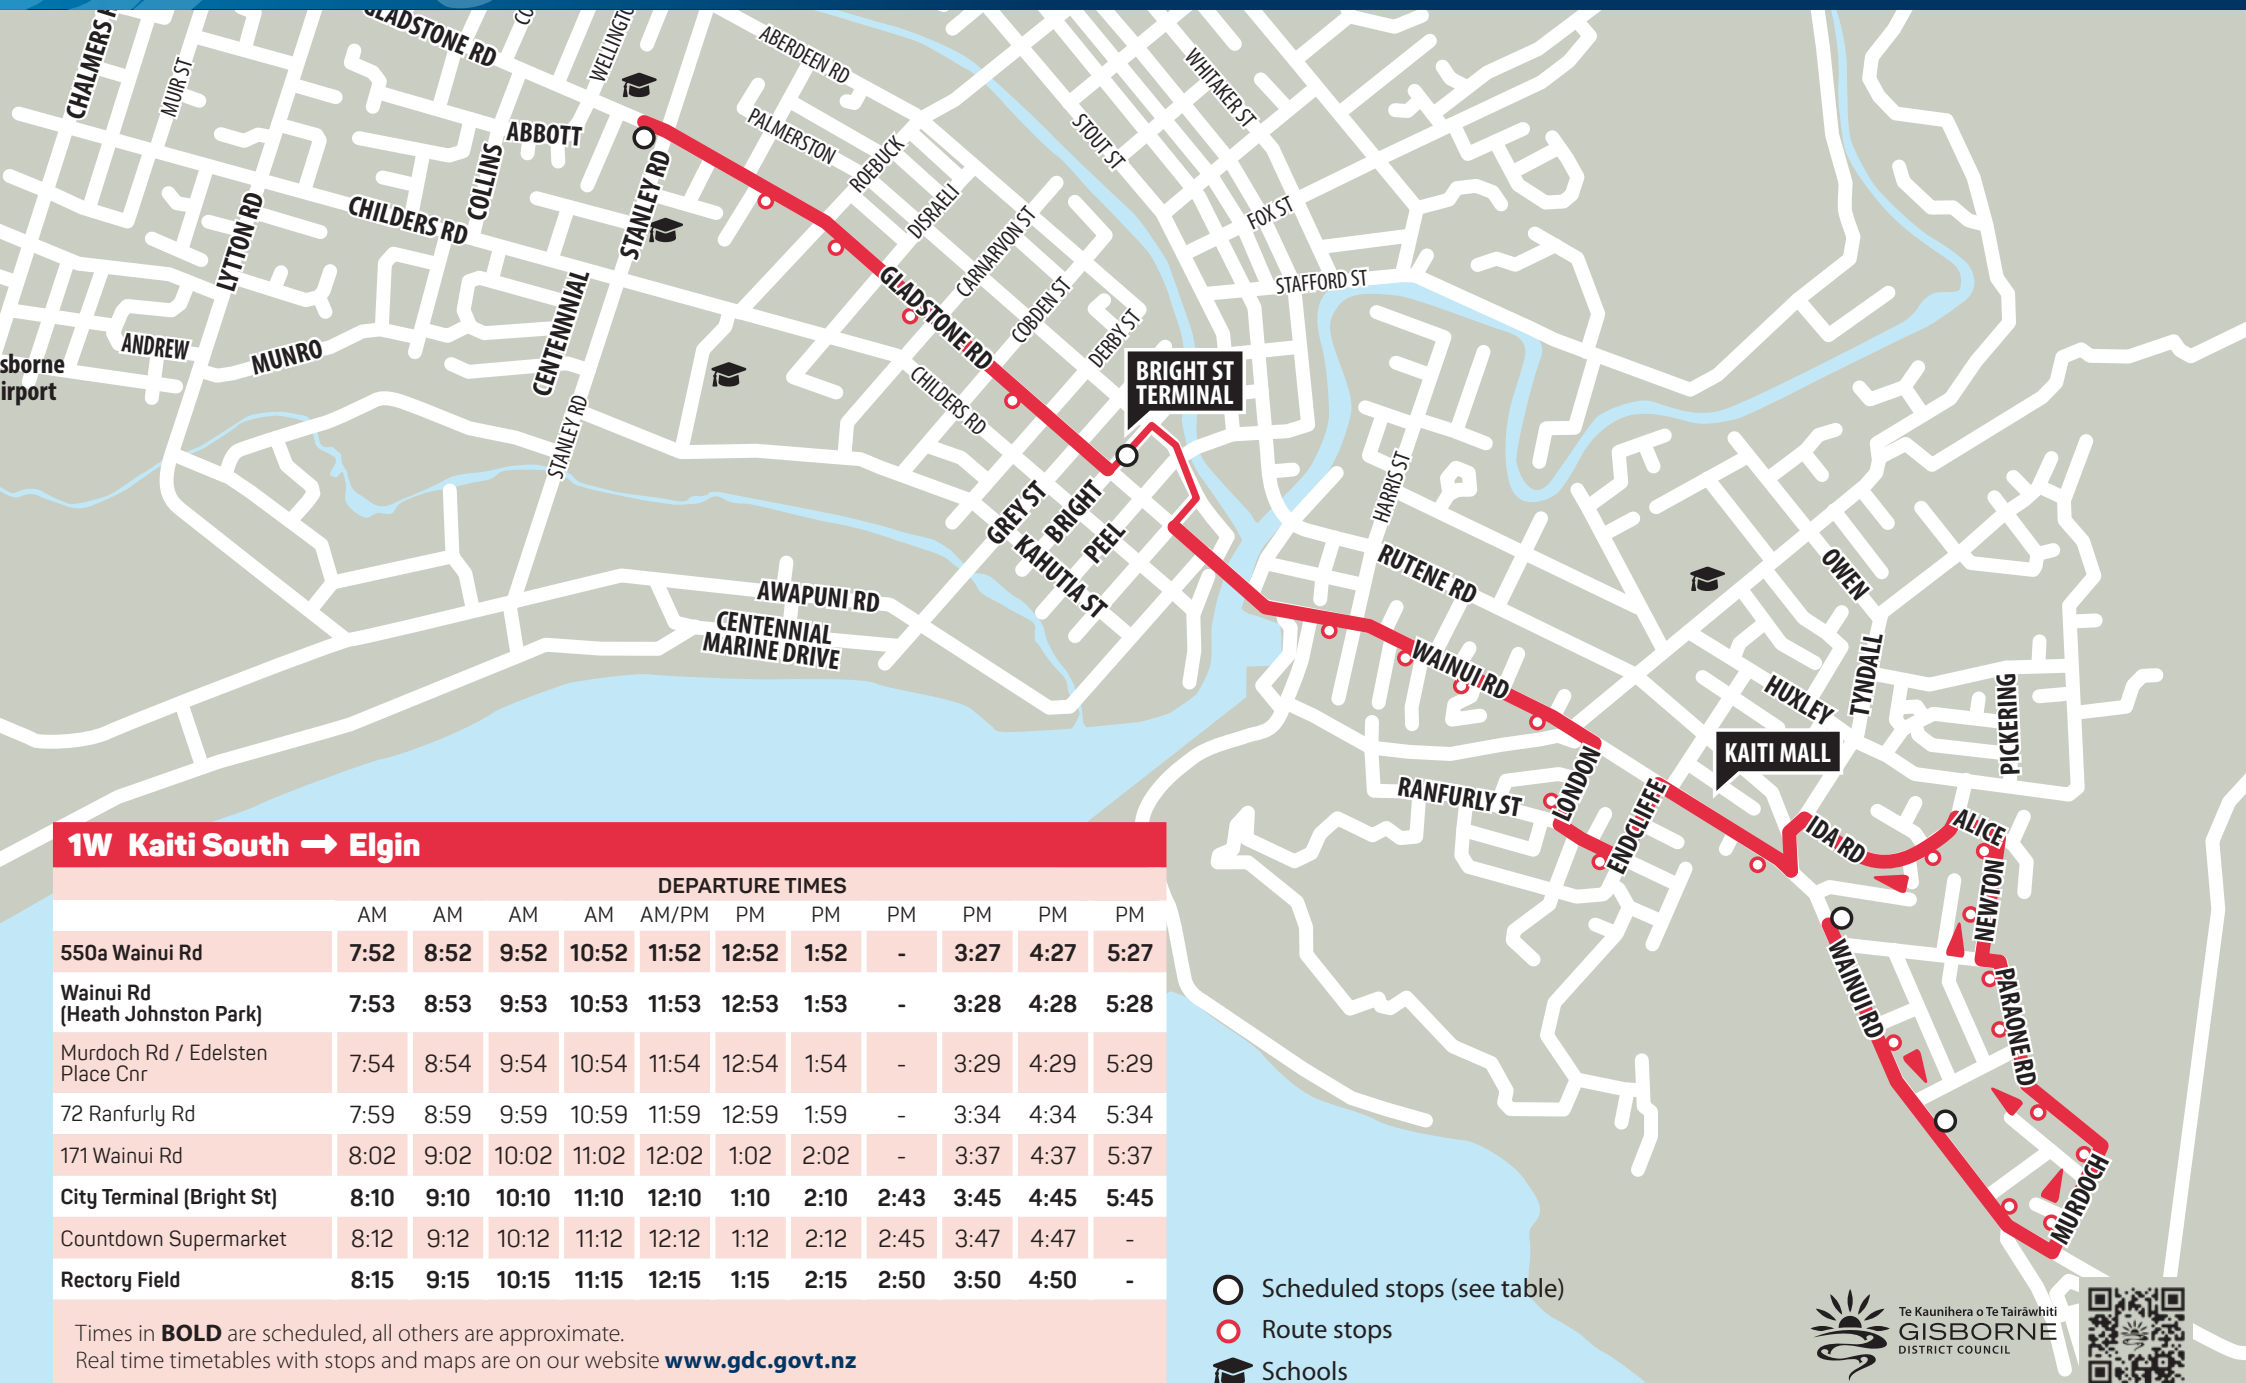 GLADSTONE RD
WELLINGTO
CO
CHALMERS R
MUIR ST
ABERDEEN RD
WHITAKER ST
ABBOTT
PALMERSTON
STOUT ST
COLLINS
ROEBUCK
STANLEY RD
LYTTON RD
CHILDERS RD
DISRAELI
FOX ST
CARNARVON ST
CENTENNNIAL
GLADSTONE RD
COBDEN ST
STAFFORD ST
DERBY ST
ANDREW
MUNRO
sborne
irport
BRIGHT ST
TERMINAL
CHILDERS RD
STANLEY RD
HARRIS ST
GREY ST
BRIGHT
PEEL
KAHUTIA ST
RUTENE RD
OWEN
AWAPUNI RD
CENTENNIAL
MARINE DRIVE
WAINUI RD
TYNDALL
HUXLEY
PICKERING
KAITI MALL
LONDON
RANFURLY ST
ENDCLIFFE
IDA RD
ALICE
NEWTON
WAINUI RD
PARAONE RD
MURDOCH
1W Kaiti South → Elgin
DEPARTURE TIMES
AM AM AM AM AM/PM PM PM PM PM PM PM
550a Wainui Rd 7:52 8:52 9:52 10:52 11:52 12:52 1:52 - 3:27 4:27 5:27
Wainui Rd
(Heath Johnston Park) 7:53 8:53 9:53 10:53 11:53 12:53 1:53 - 3:28 4:28 5:28
Murdoch Rd / Edelsten
Place Cnr 7:54 8:54 9:54 10:54 11:54 12:54 1:54 - 3:29 4:29 5:29
72 Ranfurly Rd 7:59 8:59 9:59 10:59 11:59 12:59 1:59 - 3:34 4:34 5:34
171 Wainui Rd 8:02 9:02 10:02 11:02 12:02 1:02 2:02 - 3:37 4:37 5:37
City Terminal (Bright St) 8:10 9:10 10:10 11:10 12:10 1:10 2:10 2:43 3:45 4:45 5:45
Countdown Supermarket 8:12 9:12 10:12 11:12 12:12 1:12 2:12 2:45 3:47 4:47 -
Rectory Field 8:15 9:15 10:15 11:15 12:15 1:15 2:15 2:50 3:50 4:50 -
Times in BOLD are scheduled, all others are approximate.
Real time timetables with stops and maps are on our website www.gdc.govt.nz
Scheduled stops (see table)
Route stops
Schools
Te Kaunihera o Te Tairāwhiti
GISBORNE
DISTRICT COUNCIL